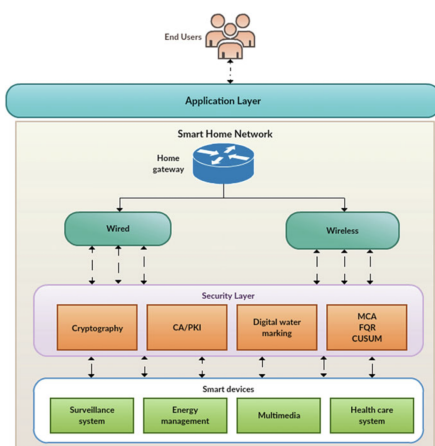 End Users
Application Layer
Smart Home Network
Home
gateway
Wired
Wireless
Security Layer
Cryptography
CA/PKI
Digital water
marking
MCA
FQR
CUSUM
Smart devices
Surveillance
system
Energy
management
Multimedia
Health care
system